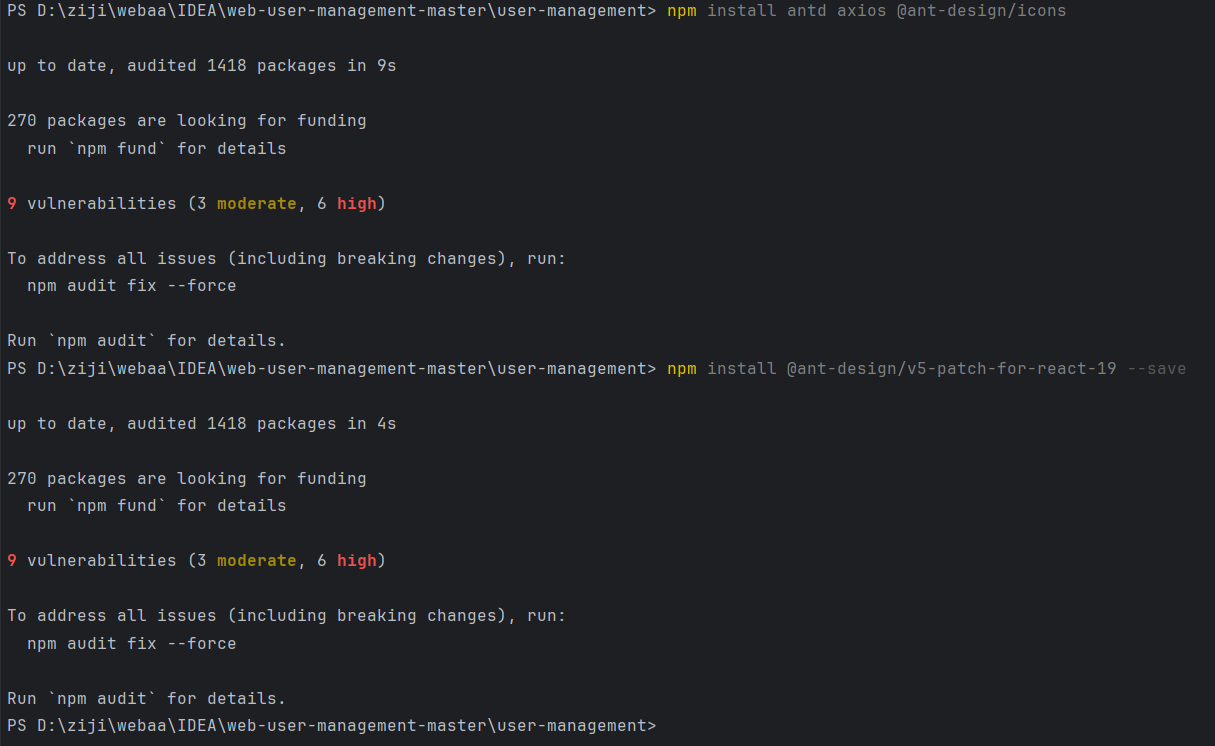 PS D:\ziji\webaa\IDEA\web-user-management-master\user-management> npm install antd axios @ant-design/icons
up to date, audited 1418 packages in 9s
270 packages are looking for funding
run `npm fund` for details
9 vulnerabilities (3 moderate, 6 high)
To address all issues (including breaking changes), run:
npm audit fix --force
Run `npm audit` for details.
PS D:\ziji\webaa\IDEA\web-user-management-master\user-management> npm install @ant-design/v5-patch-for-react-19 --save
up to date, audited 1418 packages in 4s
270 packages are looking for funding
run `npm fund` for details
9 vulnerabilities (3 moderate, 6 high)
To address all issues (including breaking changes), run:
npm audit fix --force
Run `npm audit` for details.
PS D:\ziji\webaa\IDEA\web-user-management-master\user-management>